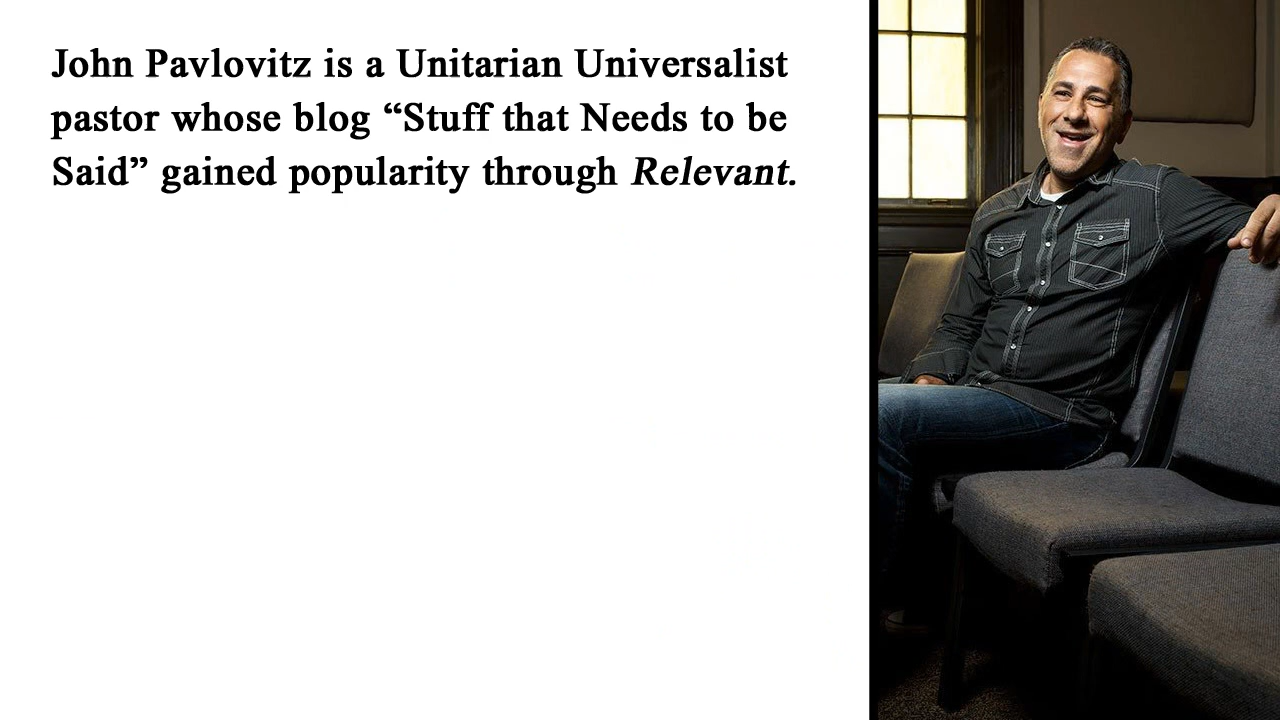 John Pavlovitz is a Unitarian Universalist
pastor whose blog “Stuff that Needs to be
Said” gained popularity through Relevant.